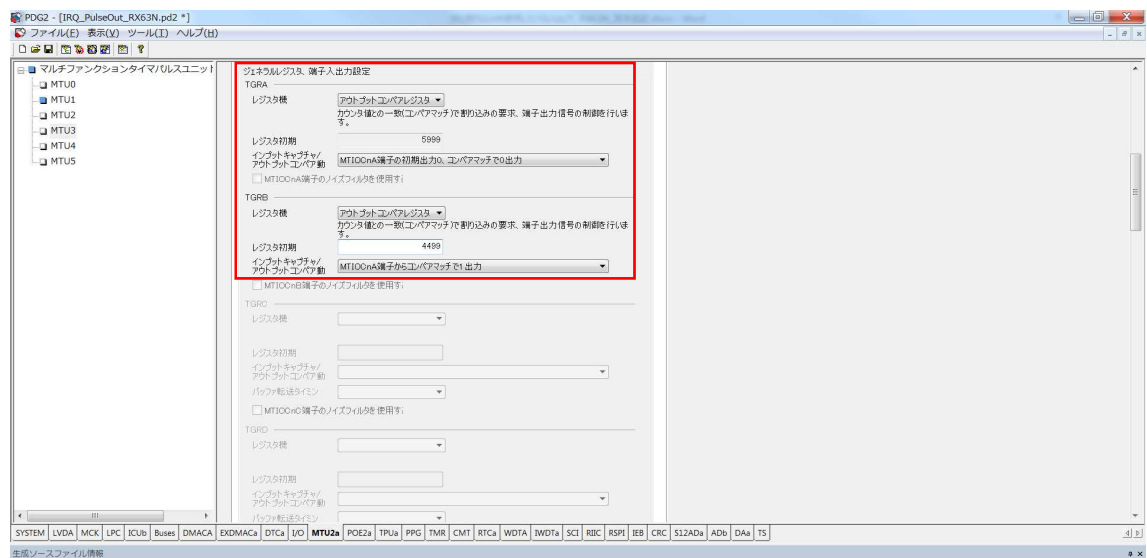 PDG2 - [IRQ_PulseOut_RX63N.pd2 *]
ファイル(F) 表示(V) ツール(T) ヘルプ(H)
マルチファンクションタイマパルスユニット
MTU0
MTU1
MTU2
MTU3
MTU4
MTU5
ジェネラルレジスタ、端子入出力設定
TGRA
レジスタ機 アウトプットコンペアレジスタ
カウンタ値との一致(コンペアマッチ)で割り込みの要求、端子出力信号の制御を行いま
す。
レジスタ初期 5999
インプットキャプチャ/
アウトプットコンペア動 MTIOCnA端子の初期出力0、コンペアマッチで0出力
MTIOCnA端子のノイズフィルタを使用す
TGRB
レジスタ機 アウトプットコンペアレジスタ
カウンタ値との一致(コンペアマッチ)で割り込みの要求、端子出力信号の制御を行いま
す。
レジスタ初期 4499
インプットキャプチャ/
アウトプットコンペア動 MTIOCnA端子からコンペアマッチで1出力
MTIOCnB端子のノイズフィルタを使用す
TGRC
レジスタ機
レジスタ初期
インプットキャプチャ/
アウトプットコンペア動
バッファ転送タイミン
MTIOCnC端子のノイズフィルタを使用す
TGRD
レジスタ機
レジスタ初期
インプットキャプチャ/
アウトプットコンペア動
バッファ転送タイミン
SYSTEM LVDA MCK LPC ICUb Buses DMACA EXDMACa DTCa I/O MTU2a POE2a TPUa PPG TMR CMT RTCa WDTA IWDTa SCI RIIC RSPI IEB CRC S12ADa ADb DAa TS
生成ソースファイル情報